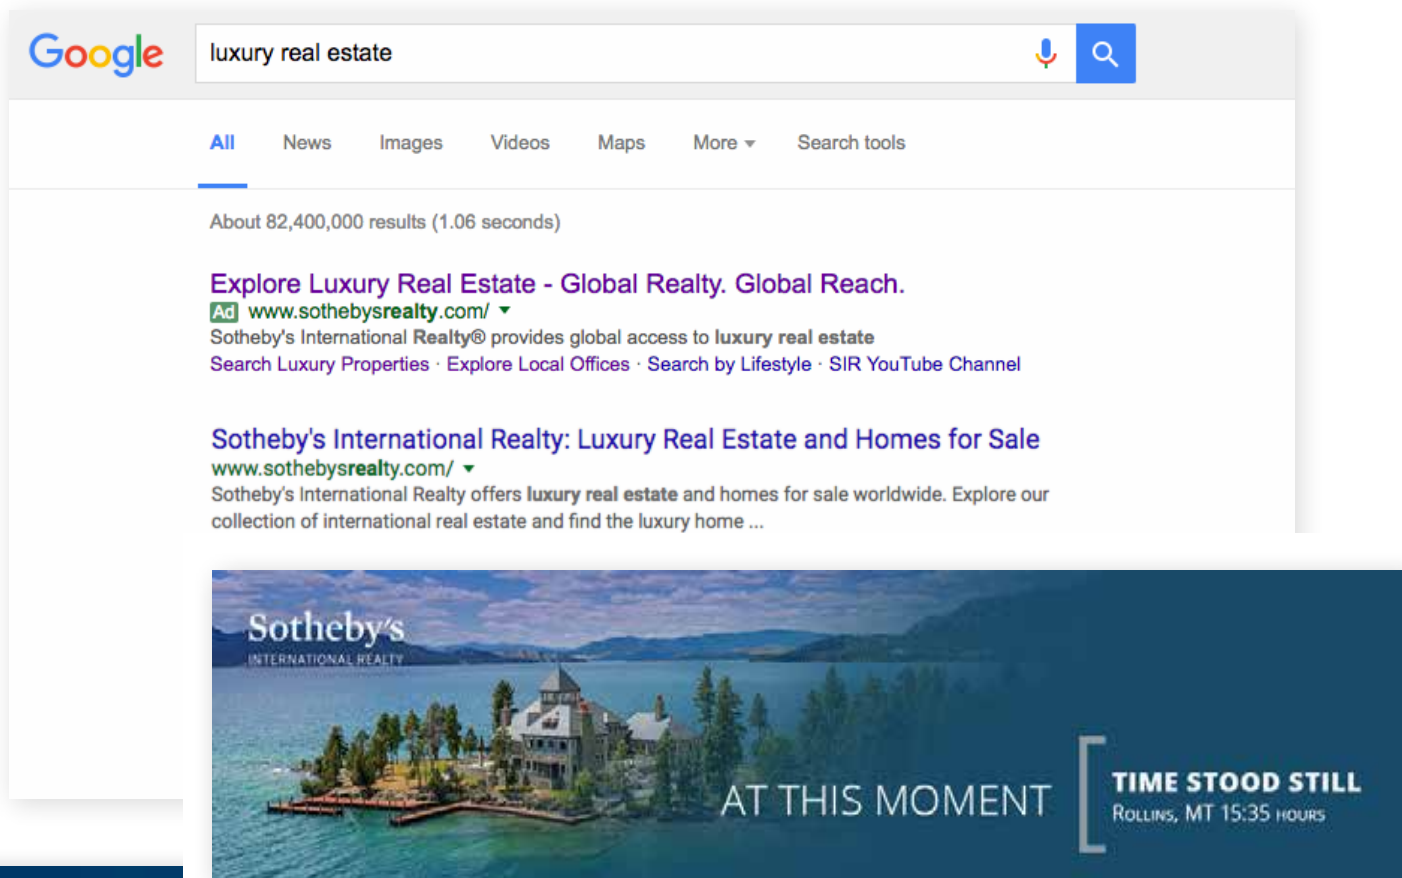 Google
luxury real estate
All News Images Videos Maps More Search tools
About 82,400,000 results (1.06 seconds)
Explore Luxury Real Estate - Global Realty. Global Reach.
Ad www.sothebysrealty.com/
Sotheby's International Realty® provides global access to luxury real estate
Search Luxury Properties · Explore Local Offices · Search by Lifestyle · SIR YouTube Channel
Sotheby's International Realty: Luxury Real Estate and Homes for Sale
www.sothebysrealty.com/
Sotheby's International Realty offers luxury real estate and homes for sale worldwide. Explore our
collection of international real estate and find the luxury home ...
Sotheby's
INTERNATIONAL REALTY
AT THIS MOMENT
TIME STOOD STILL
ROLLINS, MT 15:35 HOURS